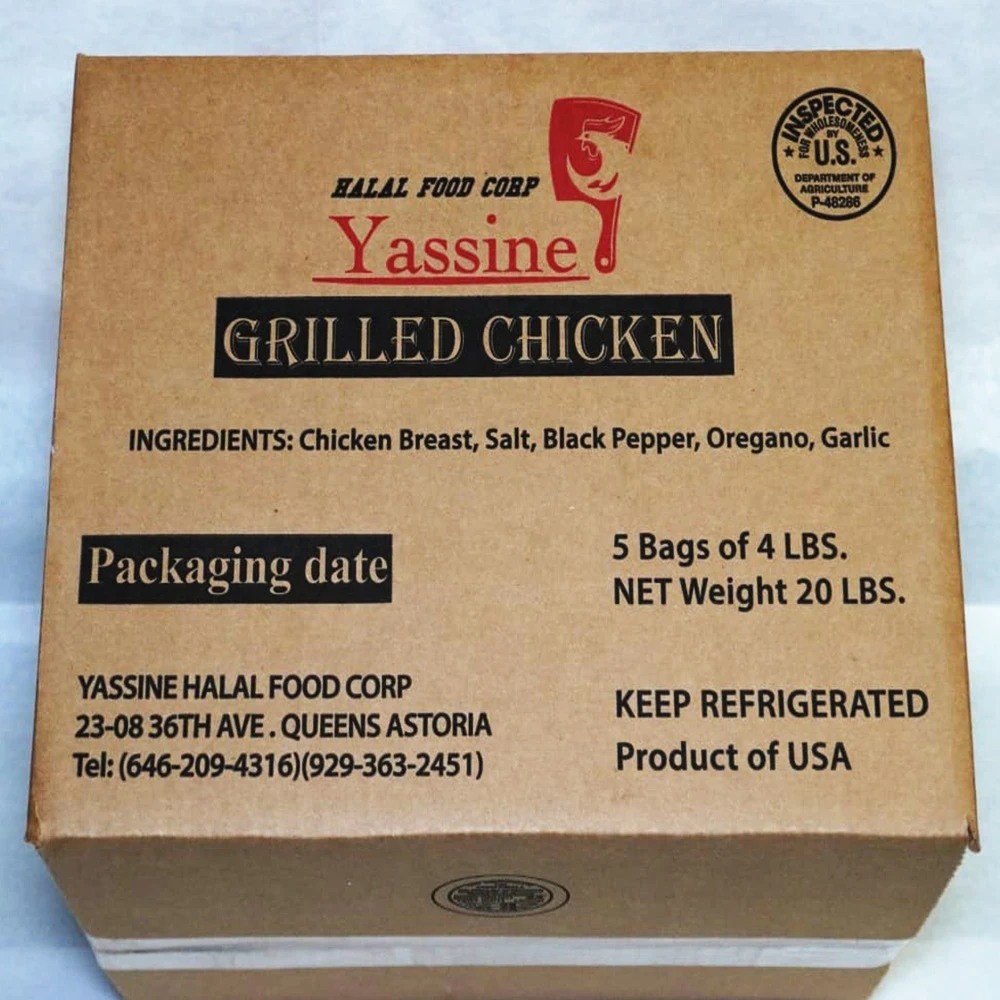 HALAL FOOD CORP
Yassine
INSPECTED
FOR WHOLESOMENESS
BY
U.S.
DEPARTMENT OF
AGRICULTURE
P-48286
GRILLED CHICKEN
INGREDIENTS: Chicken Breast, Salt, Black Pepper, Oregano, Garlic
Packaging date
5 Bags of 4 LBS.
NET Weight 20 LBS.
YASSINE HALAL FOOD CORP
23-08 36TH AVE . QUEENS ASTORIA
Tel: (646-209-4316)(929-363-2451)
KEEP REFRIGERATED
Product of USA